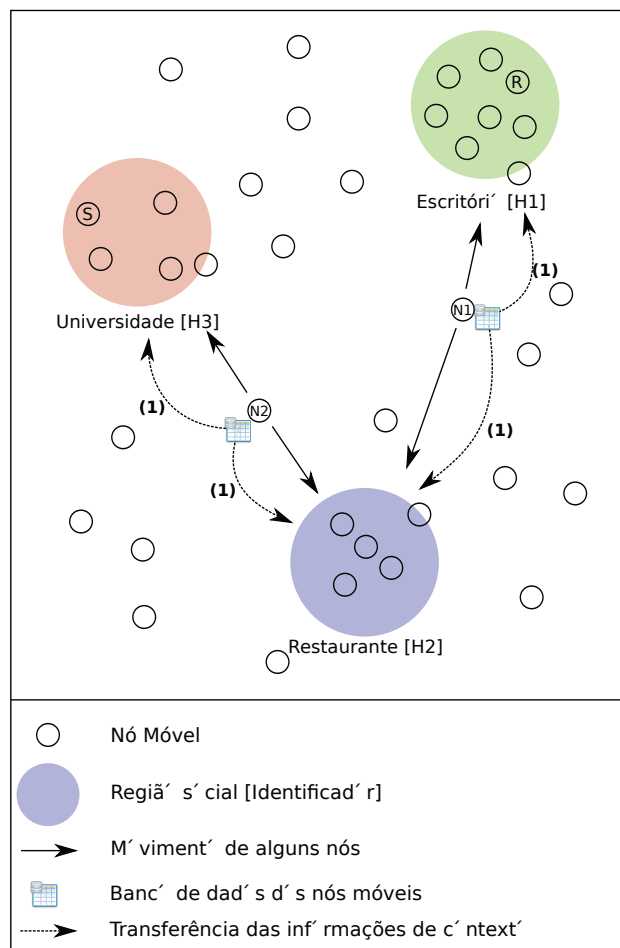 R
Escritóri´ [H1]
S
(1)
Universidade [H3]
N1
(1)
N2
(1)
(1)
Restaurante [H2]
Nó Móvel
Regiã´ s´ cial [Identificad´ r]
M´ viment´ de alguns nós
Banc´ de dad´ s d´ s nós móveis
Transferência das inf´ rmações de c´ ntext´